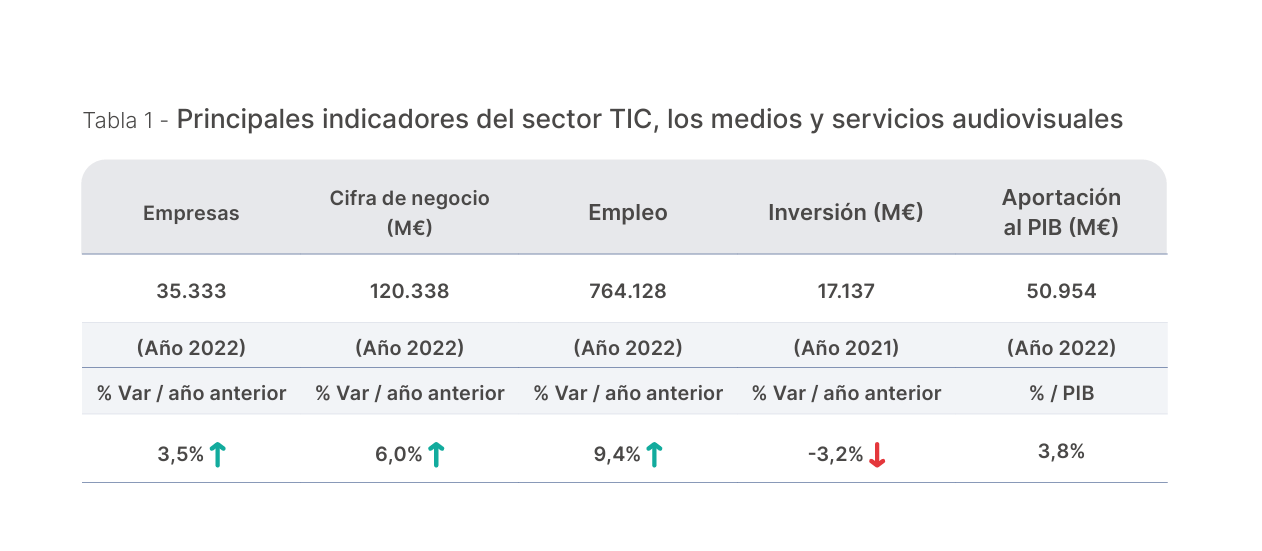 Tabla 1 - Principales indicadores del sector TIC, los medios y servicios audiovisuales
Empresas
Cifra de negocio
(M€)
Empleo
Inversión (M€)
Aportación
al PIB (M€)
35.333 120.338 764.128 17.137 50.954
(Año 2022) (Año 2022) (Año 2022) (Año 2021) (Año 2022)
% Var / año anterior % Var / año anterior % Var / año anterior % Var / año anterior % / PIB
3,5% 6,0% 9,4% -3,2% 3,8%